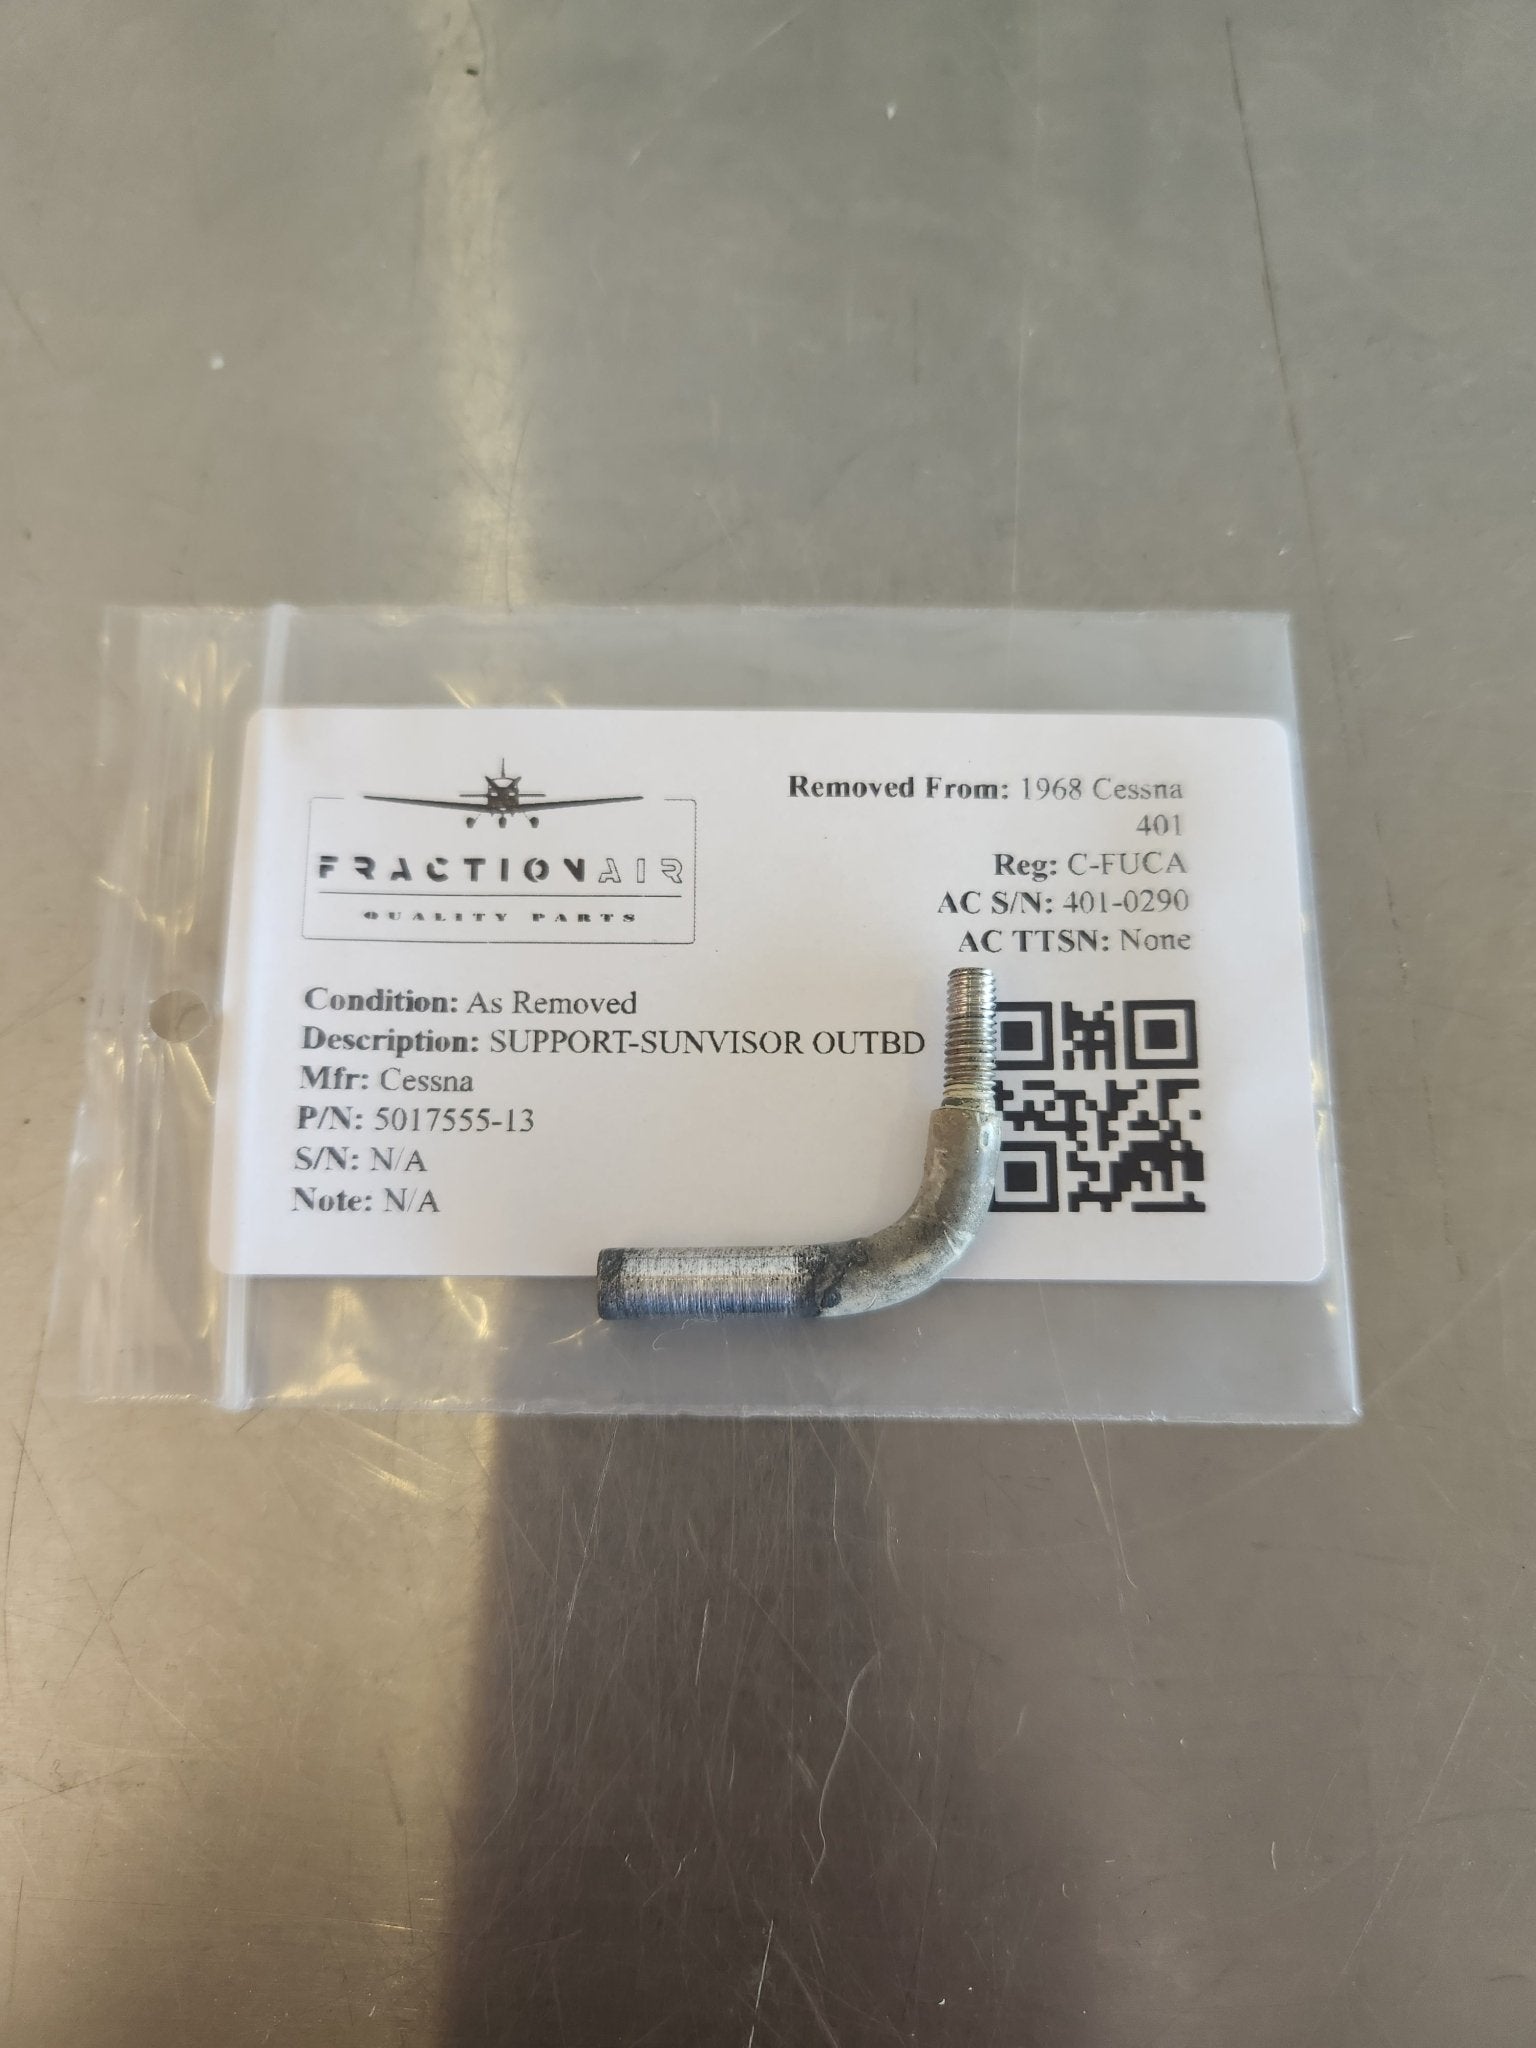 FRACTIONAIR
QUALITY PARTS
Removed From: 1968 Cessna
401
Reg: C-FUCA
AC S/N: 401-0290
AC TTSN: None
Condition: As Removed
Description: SUPPORT-SUNVISOR OUTBD
Mfr: Cessna
P/N: 5017555-13
S/N: N/A
Note: N/A